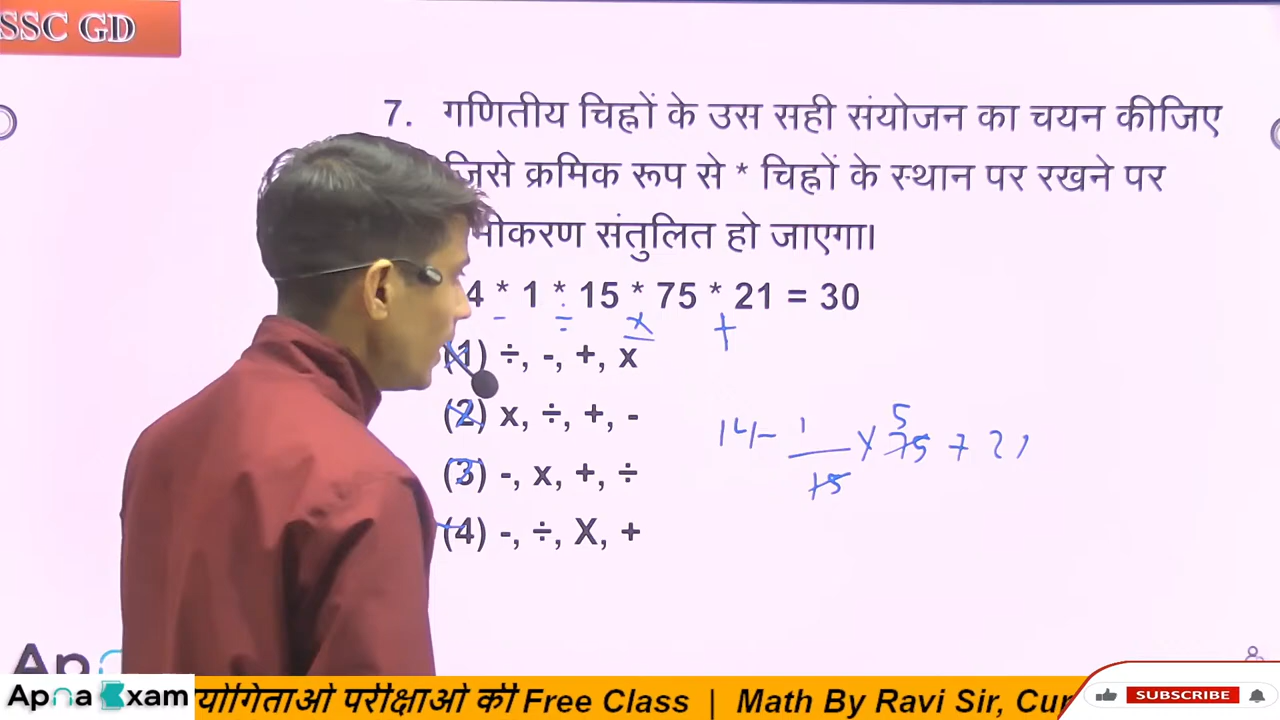 SSC GD
7. गणितीय चिह्नों के उस सही संयोजन का चयन कीजिए
जिसे क्रमिक रूप से * चिह्नों के स्थान पर रखने पर
मीकरण संतुलित हो जाएगा।
4 * 1 * 15 * 75 * 21 = 30
- ÷ x +
(1) ÷, -, +, x
(2) x, ÷, +, -
(3) -, x, +, ÷
(4) -, ÷, X, +
14 - 1/15 x 75 + 21
5
Ap
Apna Exam
योगिताओं परीक्षाओं की Free Class | Math By Ravi Sir, Cur
SUBSCRIBE